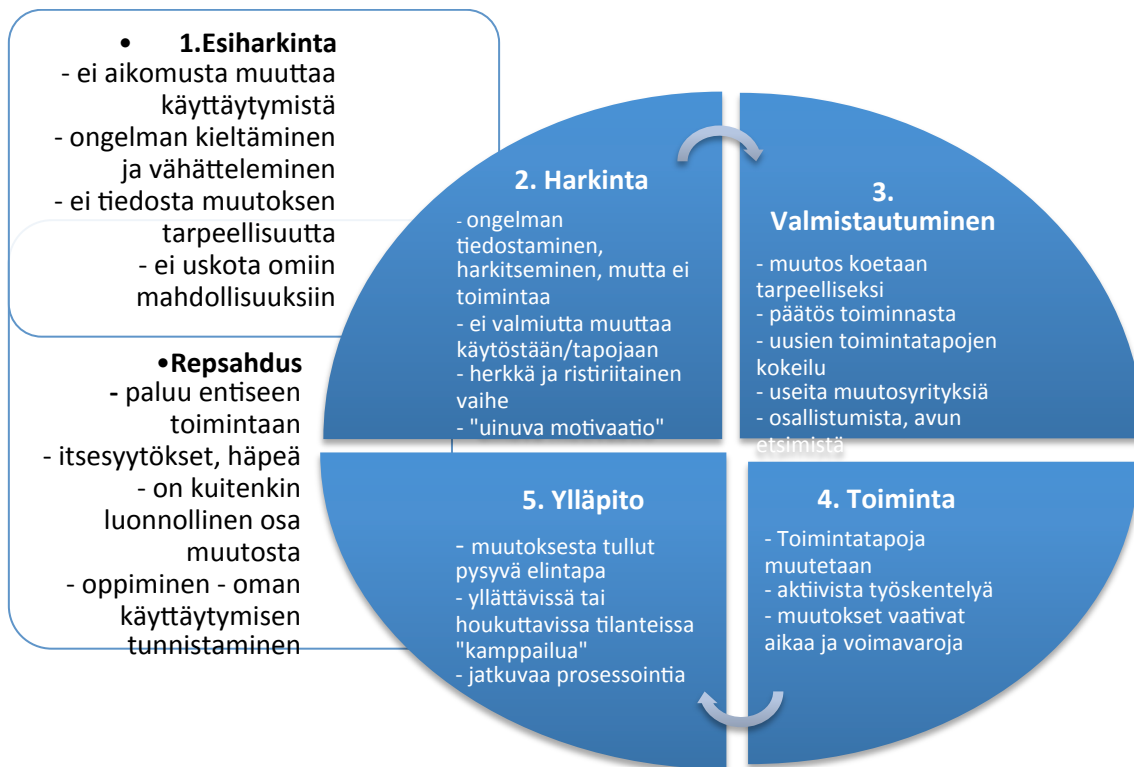 • 1.Esiharkinta
- ei aikomusta muuttaa
käyttäytymistä
- ongelman kieltäminen
ja vähätteleminen
- ei tiedosta muutoksen
tarpeellisuutta
- ei uskota omiin
mahdollisuuksiin
•Repsahdus
- paluu entiseen
toimintaan
- itsesyytökset, häpeä
- on kuitenkin
luonnollinen osa
muutosta
- oppiminen - oman
käyttäytymisen
tunnistaminen
2. Harkinta
- ongelman
tiedostaminen,
harkitseminen, mutta ei
toimintaa
- ei valmiutta muuttaa
käytöstään/tapojaan
- herkkä ja ristiriitainen
vaihe
- "uinuva motivaatio"
3.
Valmistautuminen
- muutos koetaan
tarpeelliseksi
- päätös toiminnasta
- uusien toimintatapojen
kokeilu
- useita muutosyrityksiä
- osallistumista, avun
etsimistä
4. Toiminta
- Toimintatapoja
muutetaan
- aktiivista työskentelyä
- muutokset vaativat
aikaa ja voimavaroja
5. Ylläpito
- muutoksesta tullut
pysyvä elintapa
- yllättävissä tai
houkuttavissa tilanteissa
"kamppailua"
- jatkuvaa prosessointia